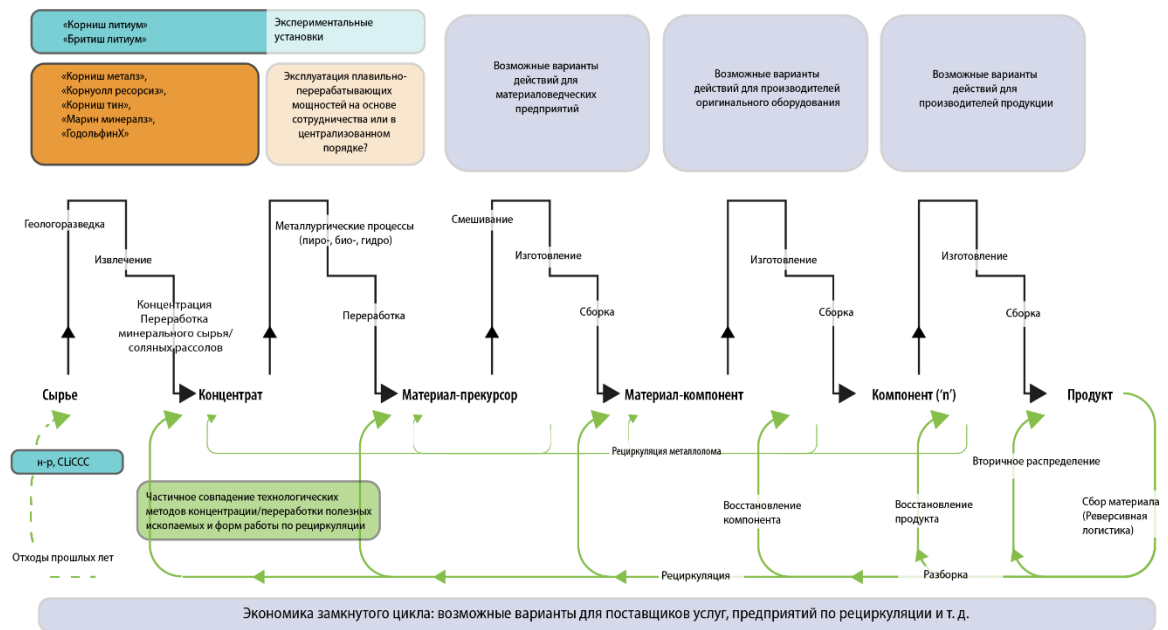 «Корниш литиум»
«Бритиш литиум»
Экспериментальные
установки
«Корниш металз»,
«Корнуолл ресорсиз»,
«Корниш тин»,
«Марин минералз»,
«ГодольфинХ»
Эксплуатация плавильно-
перерабатывающих
мощностей на основе
сотрудничества или в
централизованном
порядке?
Возможные варианты
действий для
материаловедческих
предприятий
Возможные варианты
действий для производителей
оригинального оборудования
Возможные варианты
действий для
производителей продукции
Геологоразведка
Извлечение
Концентрация
Переработка
минерального сырья/
соляных рассолов
Металлургические процессы
(пиро-, био-, гидро)
Переработка
Смешивание
Изготовление
Сборка
Изготовление
Сборка
Изготовление
Сборка
Сырье
Концентрат
Материал-прекурсор
Материал-компонент
Компонент (‘n’)
Продукт
н-р, CLiCCC
Отходы прошлых лет
Частичное совпадение технологических
методов концентрации/переработки полезных
ископаемых и форм работы по рециркуляции
Рециркуляция металлолома
Восстановление
компонента
Восстановление
продукта
Вторичное распределение
Сбор материала
(Реверсивная
логистика)
Рециркуляция
Разборка
Экономика замкнутого цикла: возможные варианты для поставщиков услуг, предприятий по рециркуляции и т. д.